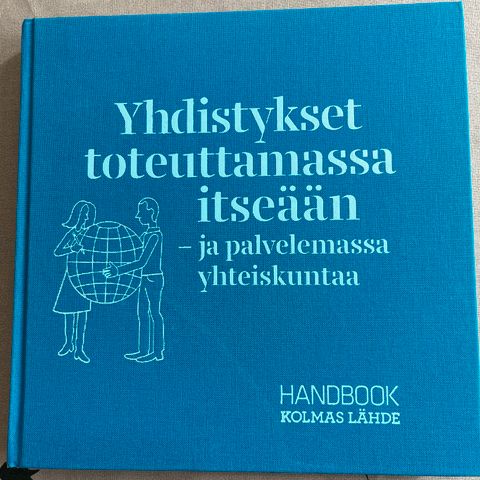 Yhdistykset
toteuttamassa
itseään
– ja palvelemassa
yhteiskuntaa
HANDBOOK
KOLMAS LÄHDE